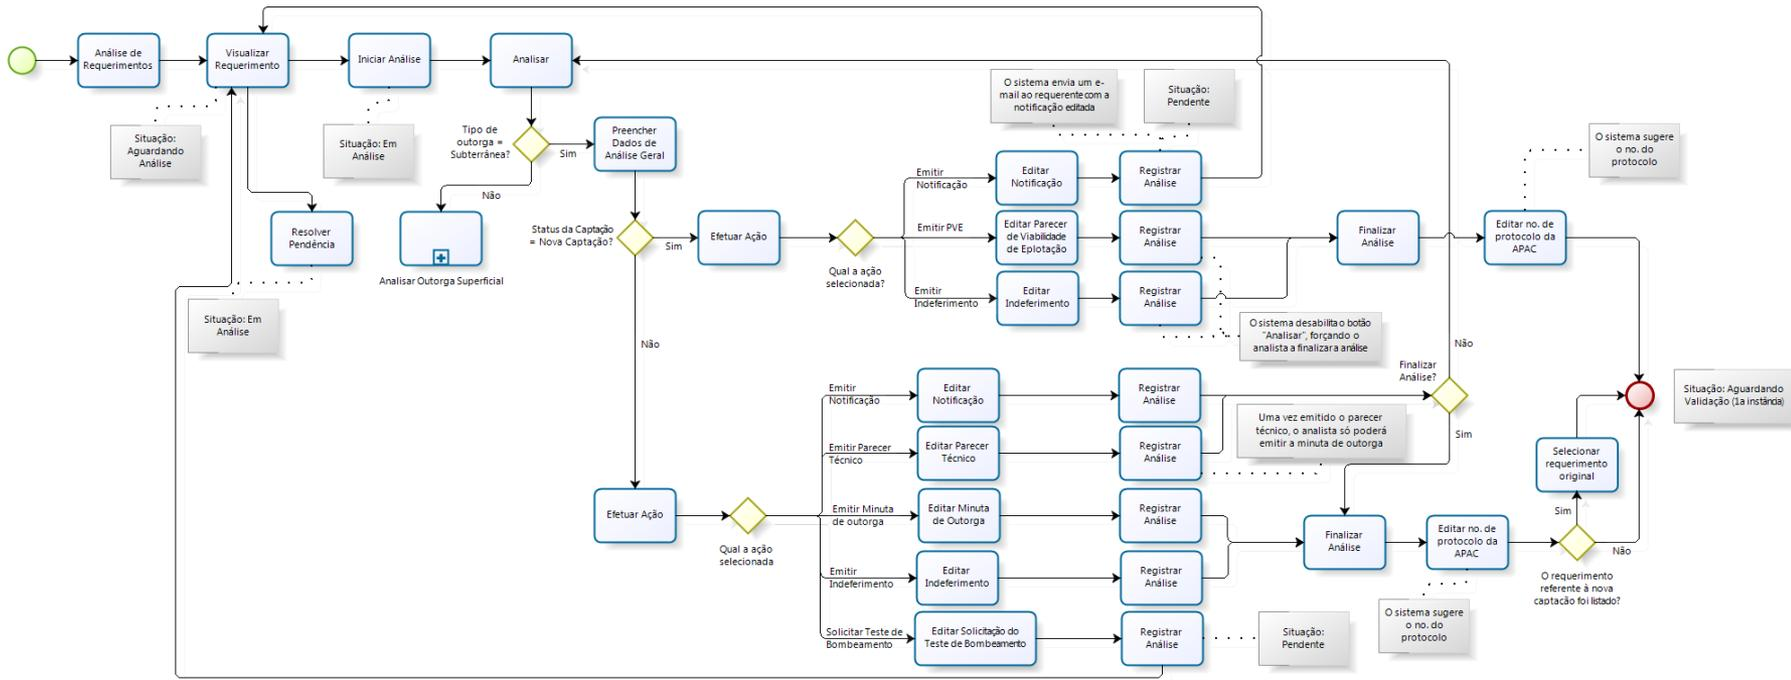 Análise de
Requerimentos
Visualizar
Requerimento
Iniciar Análise
Analisar
Situação:
Aguardando
Análise
Situação: Em
Análise
Tipo de
outorga =
Subterrânea?
Sim
Não
Preencher
Dados de
Análise Geral
O sistema envia um e-
mail ao requerente com a
notificação editada
Situação:
Pendente
O sistema sugere
o no. do
protocolo
Resolver
Pendência
Analisar Outorga Superficial
Situação: Em
Análise
Status da Captação
= Nova Captação?
Sim
Não
Efetuar Ação
Qual a ação
selecionada?
Emitir
Notificação
Editar
Notificação
Registrar
Análise
Emitir PVE
Editar Parecer
de Viabilidade
de Eplotação
Registrar
Análise
Emitir
Indeferimento
Editar
Indeferimento
Registrar
Análise
Finalizar
Análise
Editar no. de
protocolo da
APAC
O sistema desabilita o botão
"Analisar", forçando o
analista a finalizar a análise
Não
Finalizar
Análise?
Sim
Situação: Aguardando
Validação (1a instância)
Emitir
Notificação
Editar
Notificação
Registrar
Análise
Uma vez emitido o parecer
técnico, o analista só poderá
emitir a minuta de outorga
Emitir Parecer
Técnico
Editar Parecer
Técnico
Registrar
Análise
Selecionar
requerimento
original
Efetuar Ação
Qual a ação
selecionada
Emitir Minuta
de outorga
Editar Minuta
de Outorga
Registrar
Análise
Finalizar
Análise
Editar no. de
protocolo da
APAC
Sim
Não
O requerimento
referente à nova
captação foi listado?
Emitir
Indeferimento
Editar
Indeferimento
Registrar
Análise
O sistema sugere
o no. do
protocolo
Solicitar Teste de
Bombeamento
Editar Solicitação do
Teste de Bombeamento
Registrar
Análise
Situação:
Pendente